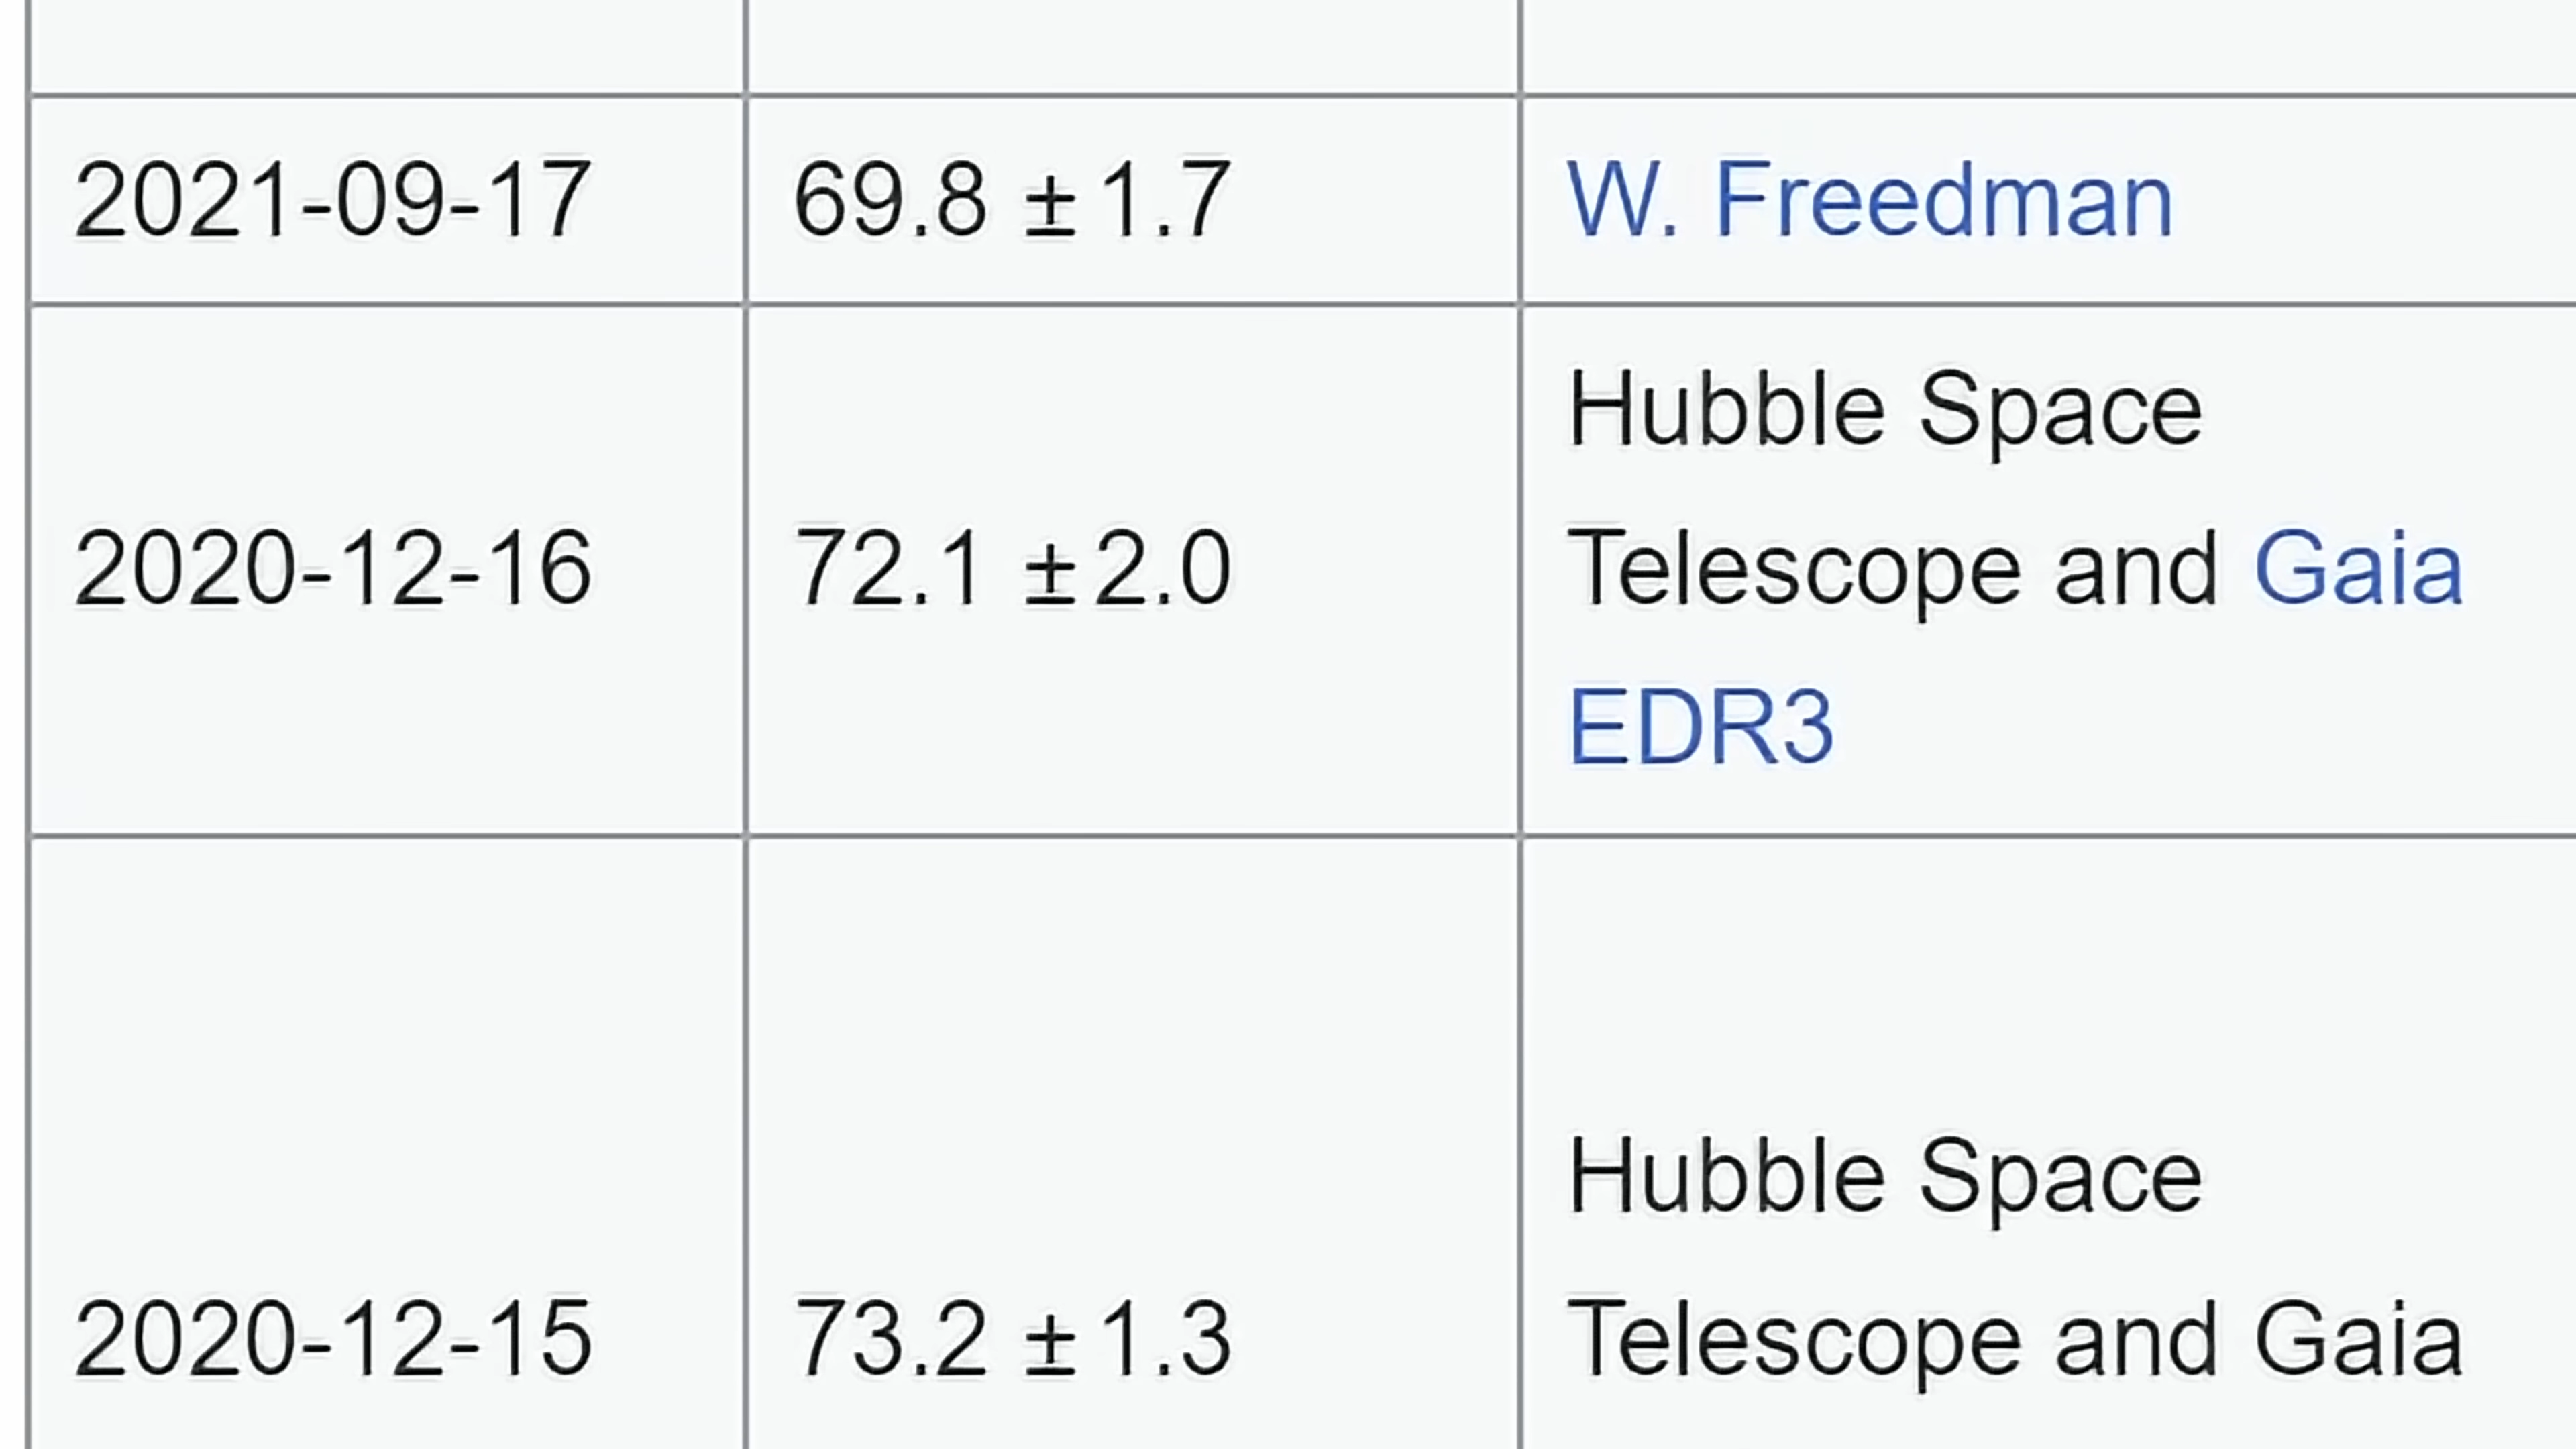 2021-09-17 69.8 ± 1.7 W. Freedman
Hubble Space
2020-12-16 72.1 ± 2.0 Telescope and Gaia
EDR3
Hubble Space
2020-12-15 73.2 ± 1.3 Telescope and Gaia